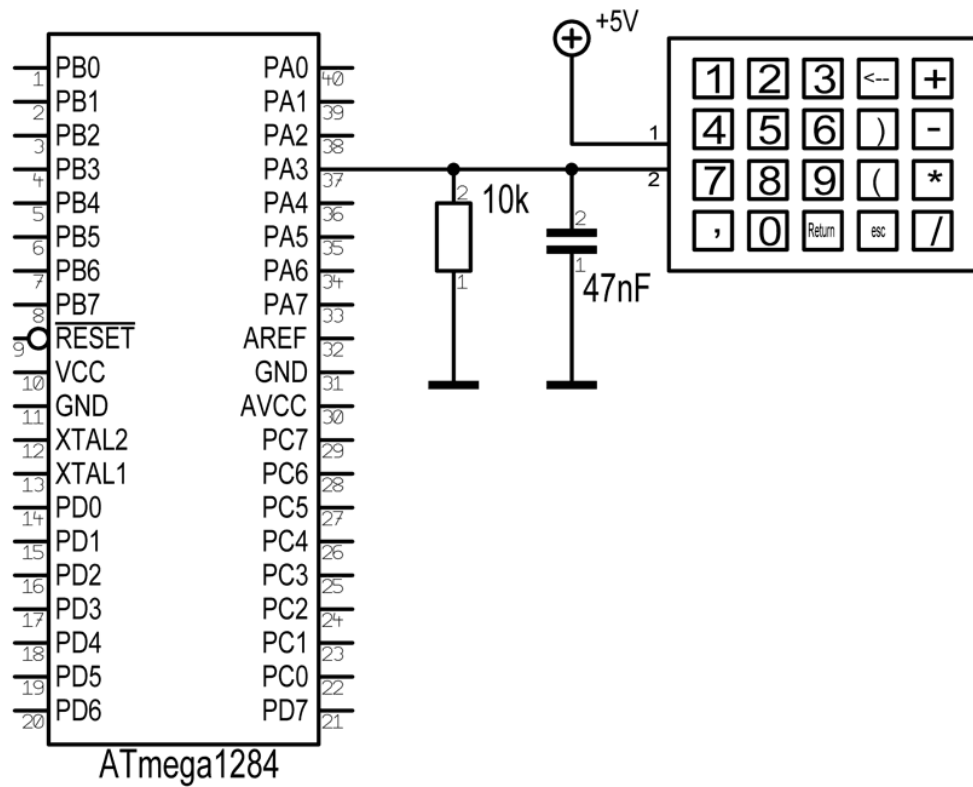 +5V
1 PB0 PA0 40
2 PB1 PA1 39
3 PB2 PA2 38
4 PB3 PA3 37
5 PB4 PA4 36
6 PB5 PA5 35
7 PB6 PA6 34
8 PB7 PA7 33
9 RESET AREF 32
10 VCC GND 31
11 GND AVCC 30
12 XTAL2 PC7 29
13 XTAL1 PC6 28
14 PD0 PC5 27
15 PD1 PC4 26
16 PD2 PC3 25
17 PD3 PC2 24
18 PD4 PC1 23
19 PD5 PC0 22
20 PD6 PD7 21
ATmega1284
2
10k
1
2
1
47nF
1
2
1 2 3 <-- +
4 5 6 ) -
7 8 9 ( *
, 0 Return esc /